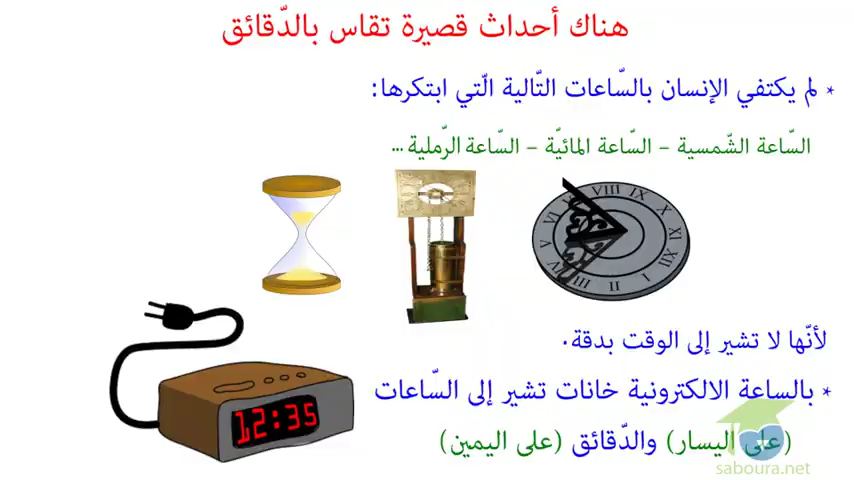 هناك أحداث قصيرة تقاس بالدّقائق
* لم يكتفي الإنسان بالسّاعات التّالية الّتي ابتكرها:
السّاعة الشّمسية – السّاعة المائيّة – السّاعة الرّملية ...
لأنّها لا تشير إلى الوقت بدقة.
12:35
* بالساعة الالكترونية خانات تشير إلى السّاعات
(على اليسار) والدّقائق (على اليمين)
saboura.net